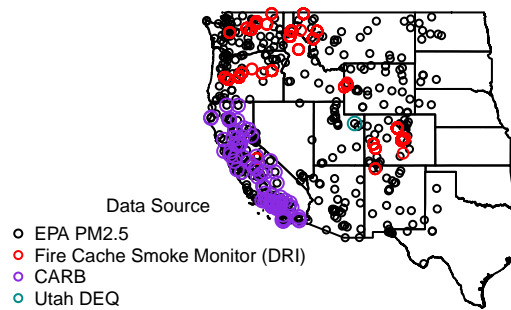 Data Source
EPA PM2.5
Fire Cache Smoke Monitor (DRI)
CARB
Utah DEQ